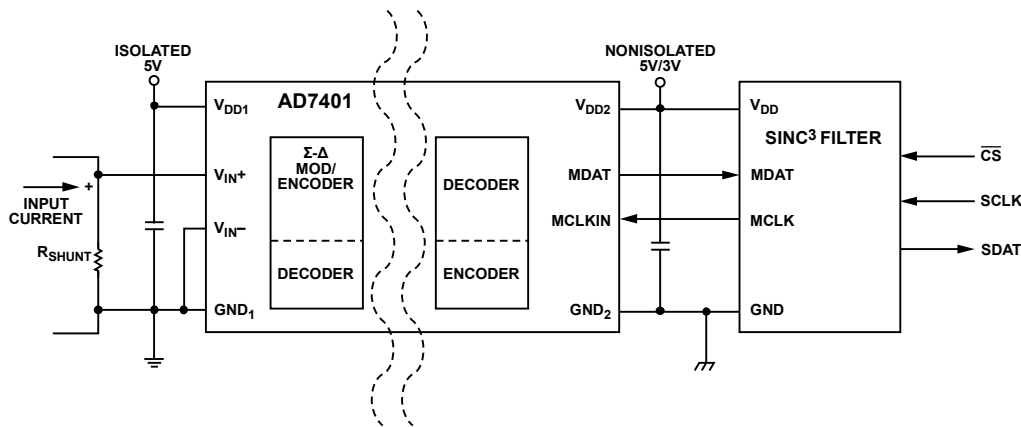 ISOLATED
5V
NONISOLATED
5V/3V
AD7401
VDD1
VDD2
VDD
SINC³ FILTER
Σ-Δ
MOD/
ENCODER
DECODER
CS
VIN+
MDAT
MDAT
+
INPUT
CURRENT
SCLK
VIN–
MCLKIN
MCLK
RSHUNT
DECODER
ENCODER
SDAT
GND1
GND2
GND